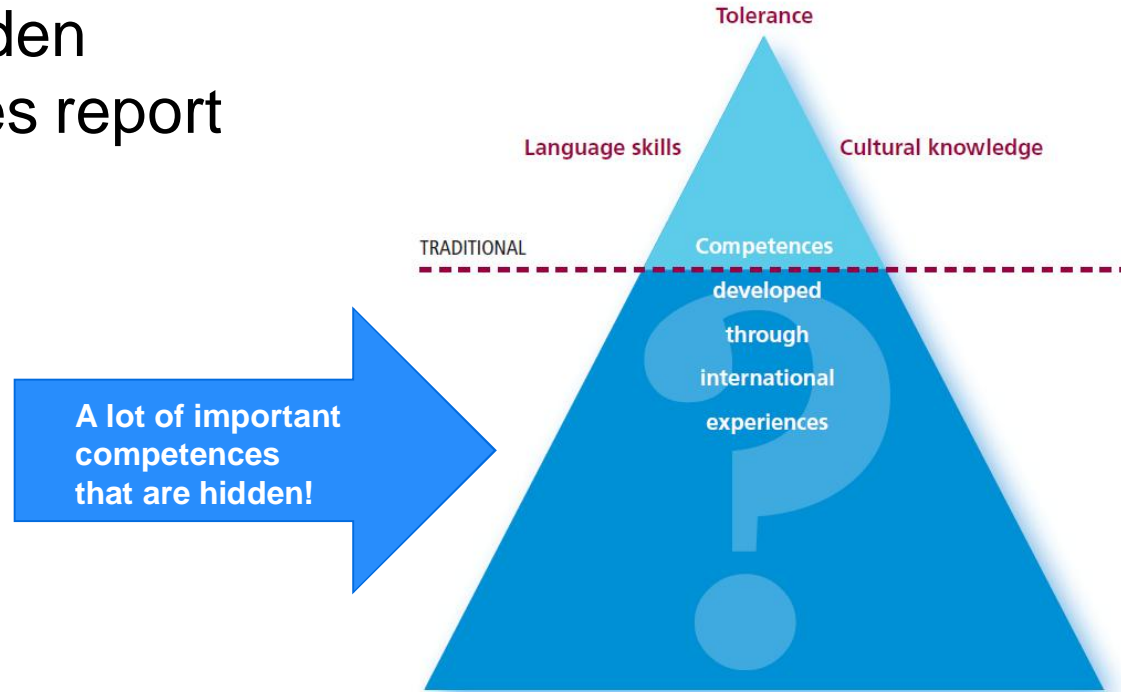 den
es report
Tolerance
Language skills
Cultural knowledge
TRADITIONAL
Competences
developed
through
international
experiences
?
A lot of important
competences
that are hidden!